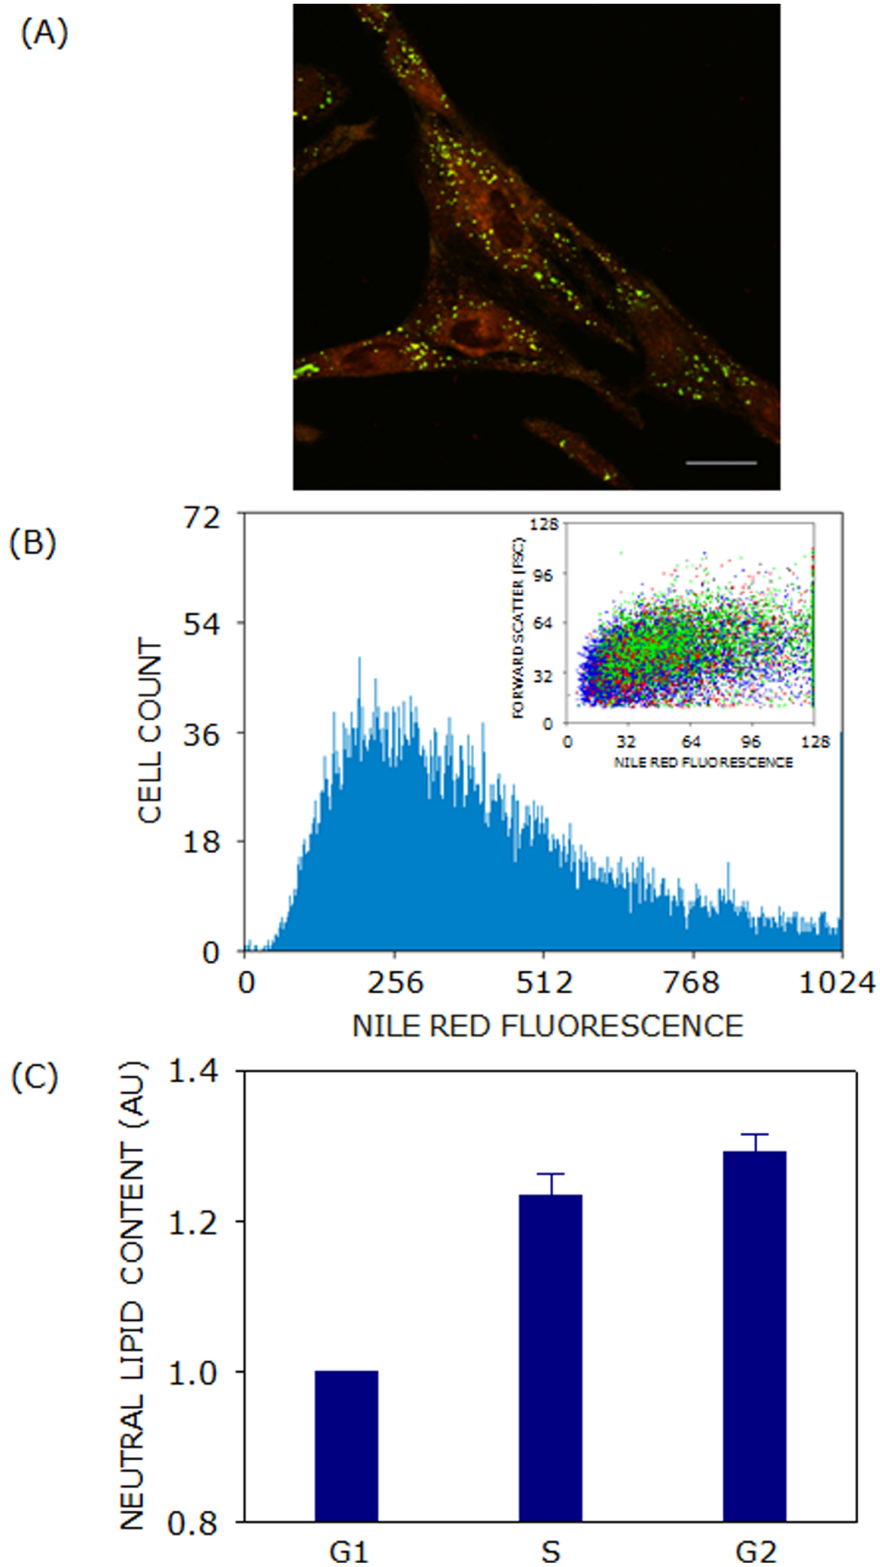 (A)
(B)
72
54
36
18
0
CELL COUNT
0 256 512 768 1024
NILE RED FLUORESCENCE
128
96
64
32
0
FORWARD SCATTER (FSC)
0 32 64 96 128
NILE RED FLUORESCENCE
(C)
1.4
1.2
1.0
0.8
NEUTRAL LIPID CONTENT (AU)
G1 S G2